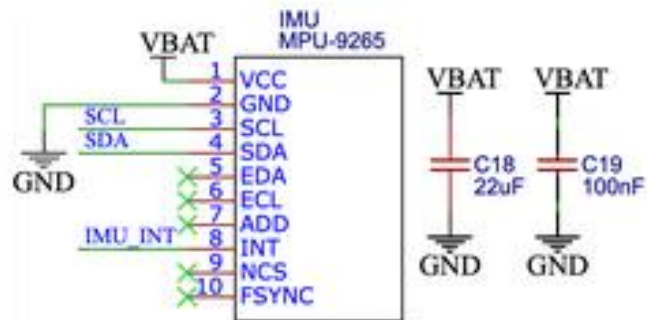 IMU
MPU-9265
VBAT
1 VCC
2 GND
SCL 3 SCL
SDA 4 SDA
GND
5 EDA
6 ECL
7 ADD
IMU_INT 8 INT
9 NCS
10 FSYNC
VBAT
C18
22uF
GND
VBAT
C19
100nF
GND